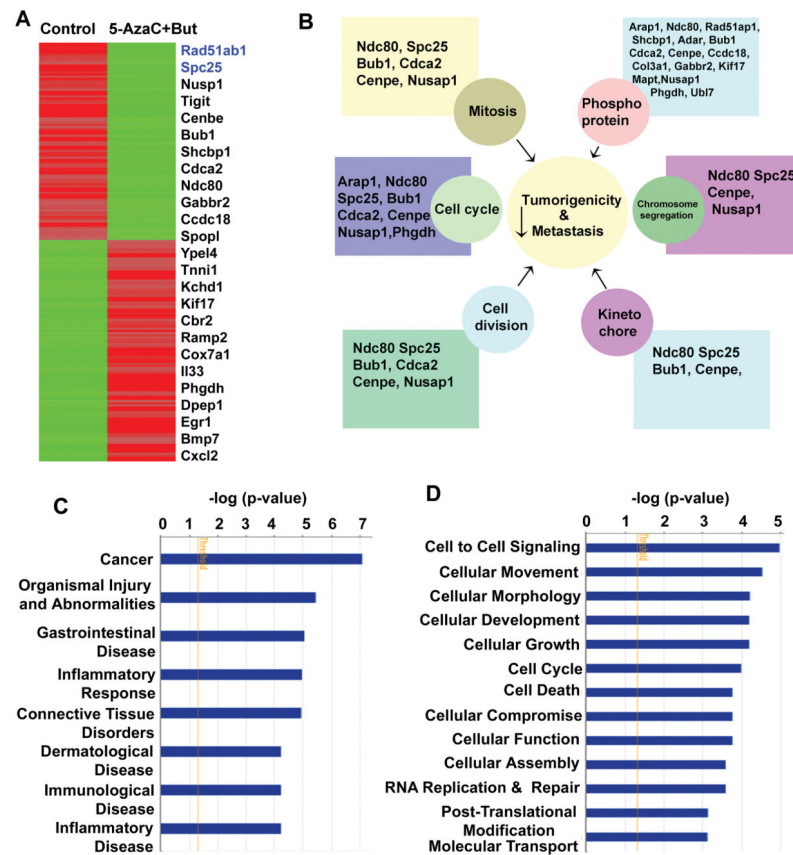 A
Control 5-AzaC+But
Rad51ab1
Spc25
Nusp1
Tigit
Cenbe
Bub1
Shcbp1
Cdca2
Ndc80
Gabbr2
Ccdc18
Spopl
Ypel4
Tnni1
Kchd1
Kif17
Cbr2
Ramp2
Cox7a1
Il33
Phgdh
Dpep1
Egr1
Bmp7
Cxcl2
B
Ndc80, Spc25
Bub1, Cdca2
Cenpe, Nusap1
Mitosis
Arap1, Ndc80, Rad51ap1,
Shcbp1, Adar, Bub1
Cdca2, Cenpe, Ccdc18,
Col3a1, Gabbr2, Kif17
Mapt,Nusap1
Phgdh, Ubl7
Phospho
protein
Arap1, Ndc80
Spc25, Bub1
Cdca2, Cenpe
Nusap1,Phgdh
Cell cycle
↓ Tumorigenicity
&
Metastasis
Chromosome
segregation
Ndc80 Spc25
Cenpe,
Nusap1
Cell
division
Ndc80 Spc25
Bub1, Cdca2
Cenpe, Nusap1
Kineto
chore
Ndc80 Spc25
Bub1, Cenpe,
C
-log (p-value)
0 1 2 3 4 5 6 7
Threshold
Cancer
Organismal Injury
and Abnormalities
Gastrointestinal
Disease
Inflammatory
Response
Connective Tissue
Disorders
Dermatological
Disease
Immunological
Disease
Inflammatory
Disease
D
-log (p-value)
0 1 2 3 4 5
Threshold
Cell to Cell Signaling
Cellular Movement
Cellular Morphology
Cellular Development
Cellular Growth
Cell Cycle
Cell Death
Cellular Compromise
Cellular Function
Cellular Assembly
RNA Replication & Repair
Post-Translational
Modification
Molecular Transport